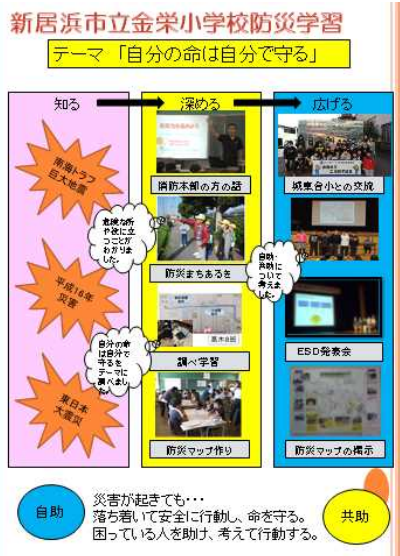 新居浜市立金栄小学校防災学習
テーマ 「自分の命は自分で守る」
知る
深める
広げる
南海トラフ
巨大地震
平成16年
災害
東日本
大震災
消防本部の方の話
危険な所
や役に立
つことが
わかりま
した。
防災まちあるき
調べ学習
自分の命
は自分で
守るを
テーマに
調べまし
た。
防災マップ作り
城東台小との交流
自助・
共助に
ついて
考えま
した。
ESD発表会
防災マップの掲示
自助
災害が起きても・・・
落ち着いて安全に行動し、命を守る。
困っている人を助け、考えて行動する。
共助